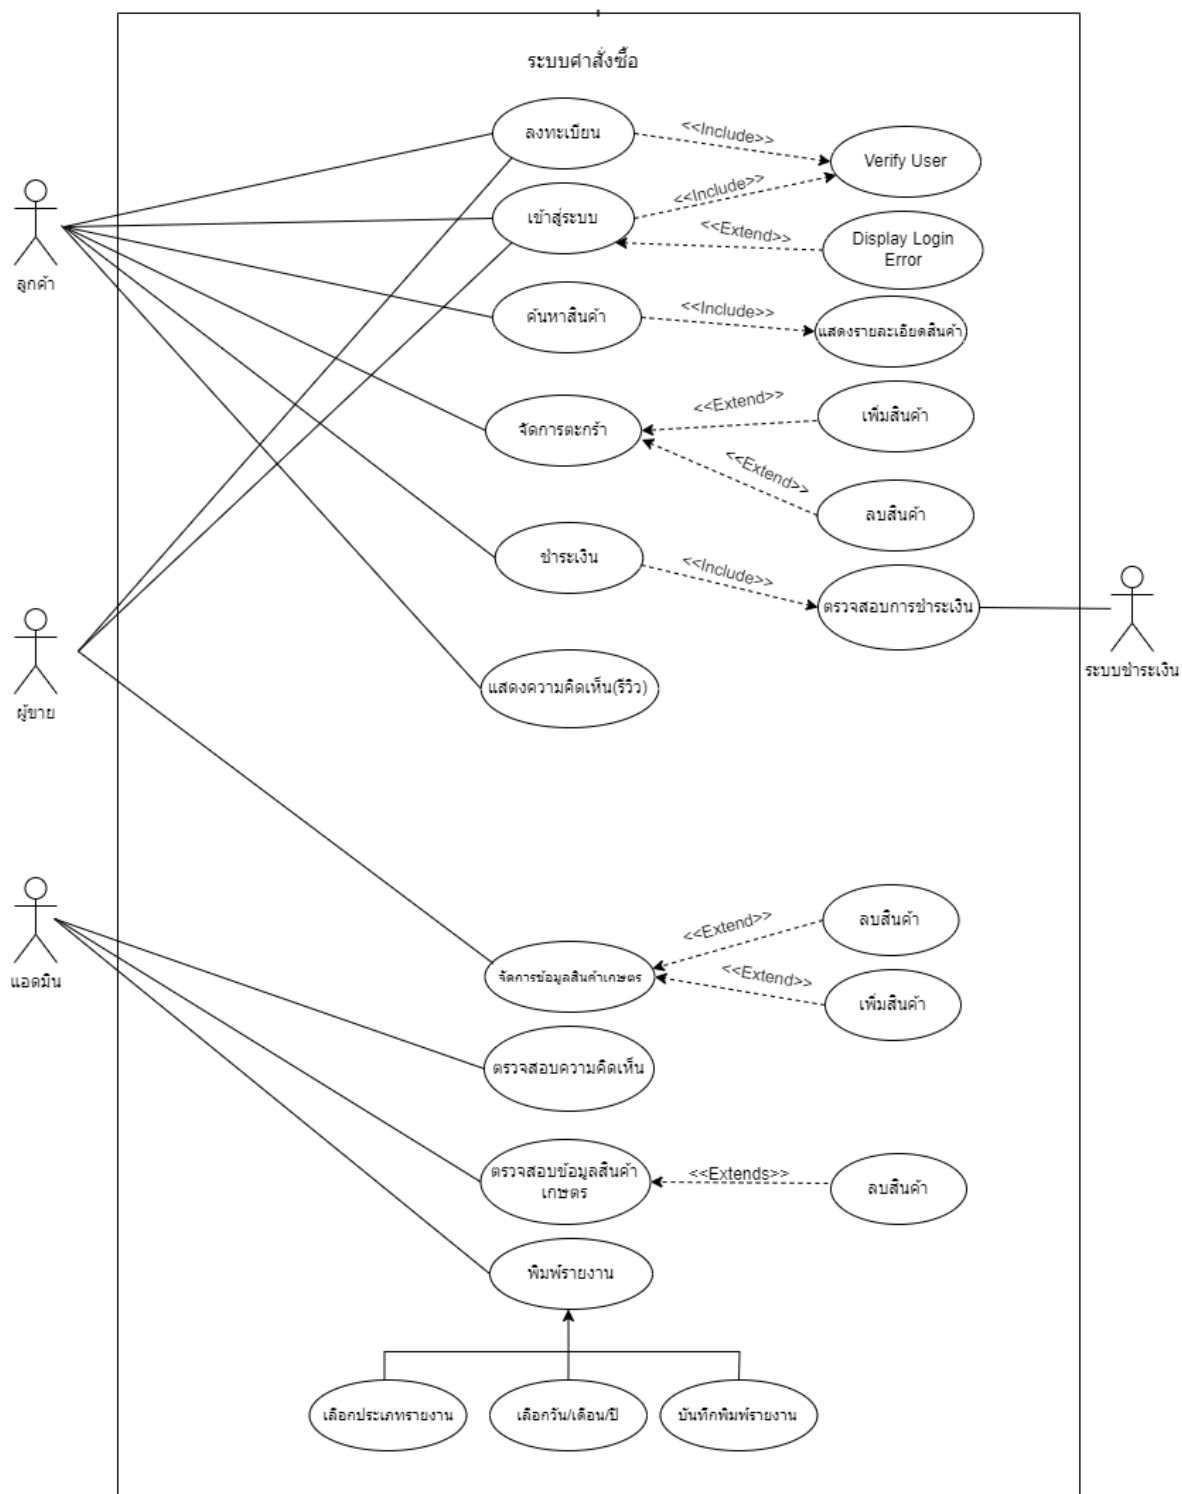 ระบบคำสั่งซื้อ
ลงทะเบียน
<<Include>>
Verify User
เข้าสู่ระบบ
<<Include>>
<<Extend>>
Display Login
Error
ลูกค้า
ค้นหาสินค้า
<<Include>>
แสดงรายละเอียดสินค้า
จัดการตะกร้า
<<Extend>>
เพิ่มสินค้า
<<Extend>>
ลบสินค้า
ชำระเงิน
<<Include>>
ตรวจสอบการชำระเงิน
ระบบชำระเงิน
แสดงความคิดเห็น(รีวิว)
ผู้ขาย
<<Extend>>
ลบสินค้า
จัดการข้อมูลสินค้าเกษตร
<<Extend>>
เพิ่มสินค้า
แอดมิน
ตรวจสอบความคิดเห็น
ตรวจสอบข้อมูลสินค้า
เกษตร
<<Extends>>
ลบสินค้า
พิมพ์รายงาน
เลือกประเภทรายงาน
เลือกวัน/เดือน/ปี
บันทึกพิมพ์รายงาน